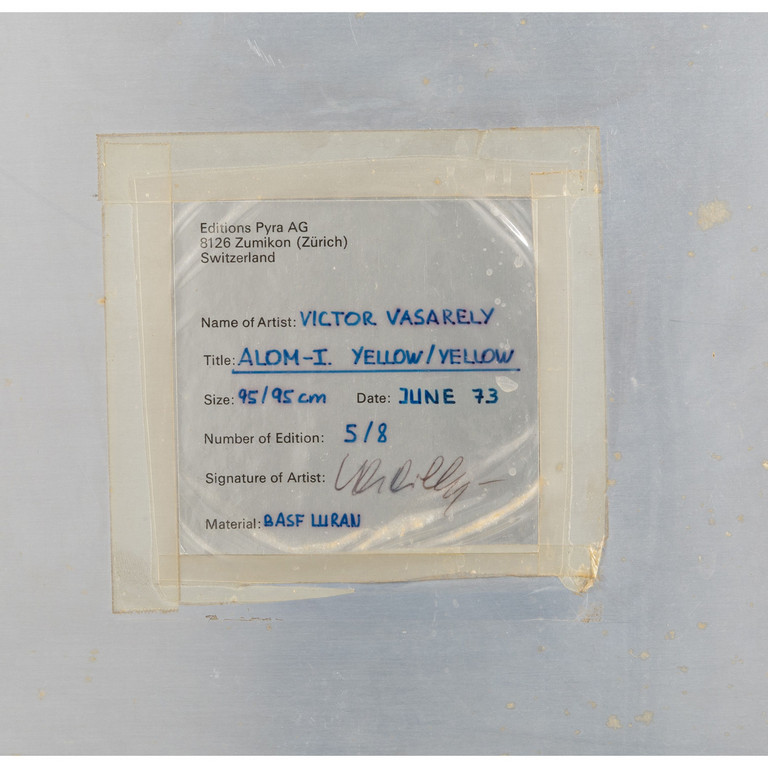 Editions Pyra AG
8126 Zumikon (Zürich)
Switzerland
Name of Artist: VICTOR VASARELY
Title: ALOM-I. YELLOW/YELLOW
Size: 95/95 cm Date: JUNE 73
Number of Edition: 5/8
Signature of Artist:
Material: BASF LURAN